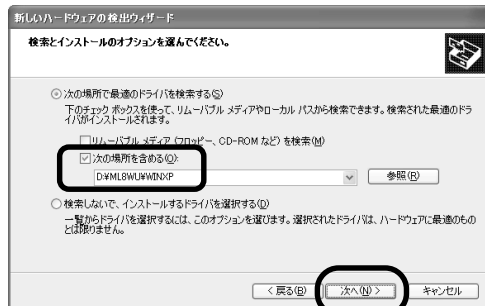 新しいハードウェアの検出ウィザード
検索とインストールのオプションを選んでください。
次の場所で最適のドライバを検索する(S)
下のチェック ボックスを使って、リムーバブル メディアやローカル パスから検索できます。検索された最適のドラ
イバがインストールされます。
リムーバブル メディア (フロッピー、CD-ROM など) を検索(M)
次の場所を含める(O):
D:¥ML8WU¥WINXP
参照(R)
検索しないで、インストールするドライバを選択する(D)
一覧からドライバを選択するには、このオプションを選びます。選択されたドライバは、ハードウェアに最適のもの
とは限りません。
< 戻る(B)
次へ(N) >
キャンセル